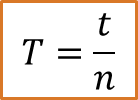 T = t/n